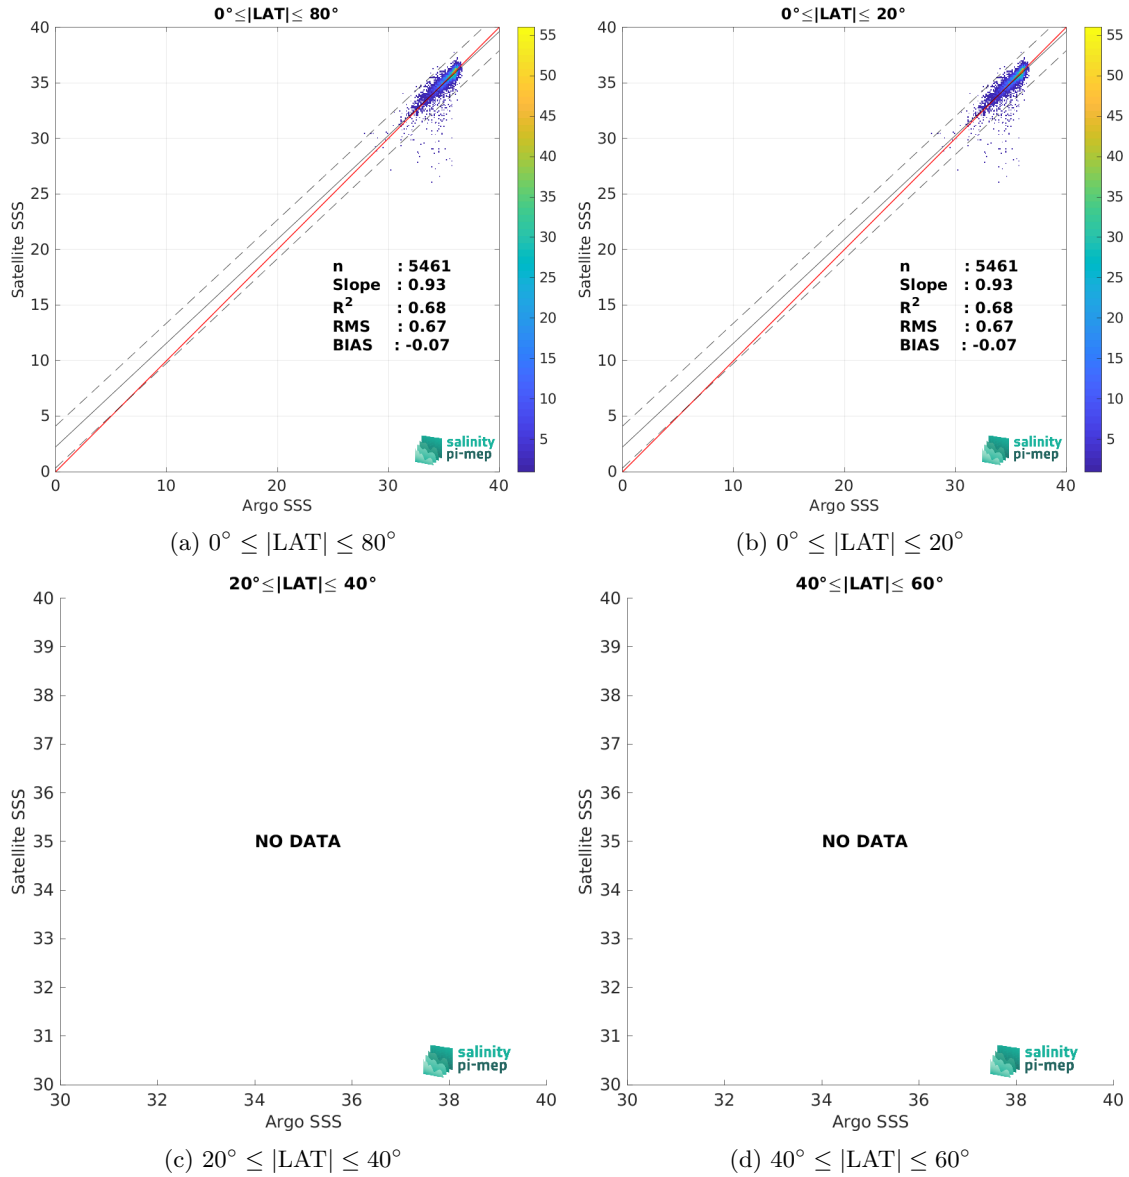 0°≤|LAT|≤ 80°
40
35
30
25
20
15
10
5
0
Satellite SSS
n : 5461
Slope : 0.93
R² : 0.68
RMS : 0.67
BIAS : -0.07
salinity
pi-mep
0 10 20 30 40
Argo SSS
55
50
45
40
35
30
25
20
15
10
5
(a) 0° ≤ |LAT| ≤ 80°
0°≤|LAT|≤ 20°
40
35
30
25
20
15
10
5
0
Satellite SSS
n : 5461
Slope : 0.93
R² : 0.68
RMS : 0.67
BIAS : -0.07
salinity
pi-mep
0 10 20 30 40
Argo SSS
55
50
45
40
35
30
25
20
15
10
5
(b) 0° ≤ |LAT| ≤ 20°
20°≤|LAT|≤ 40°
40
39
38
37
36
35
34
33
32
31
30
Satellite SSS
NO DATA
salinity
pi-mep
30 32 34 36 38 40
Argo SSS
(c) 20° ≤ |LAT| ≤ 40°
40°≤|LAT|≤ 60°
40
39
38
37
36
35
34
33
32
31
30
Satellite SSS
NO DATA
salinity
pi-mep
30 32 34 36 38 40
Argo SSS
(d) 40° ≤ |LAT| ≤ 60°